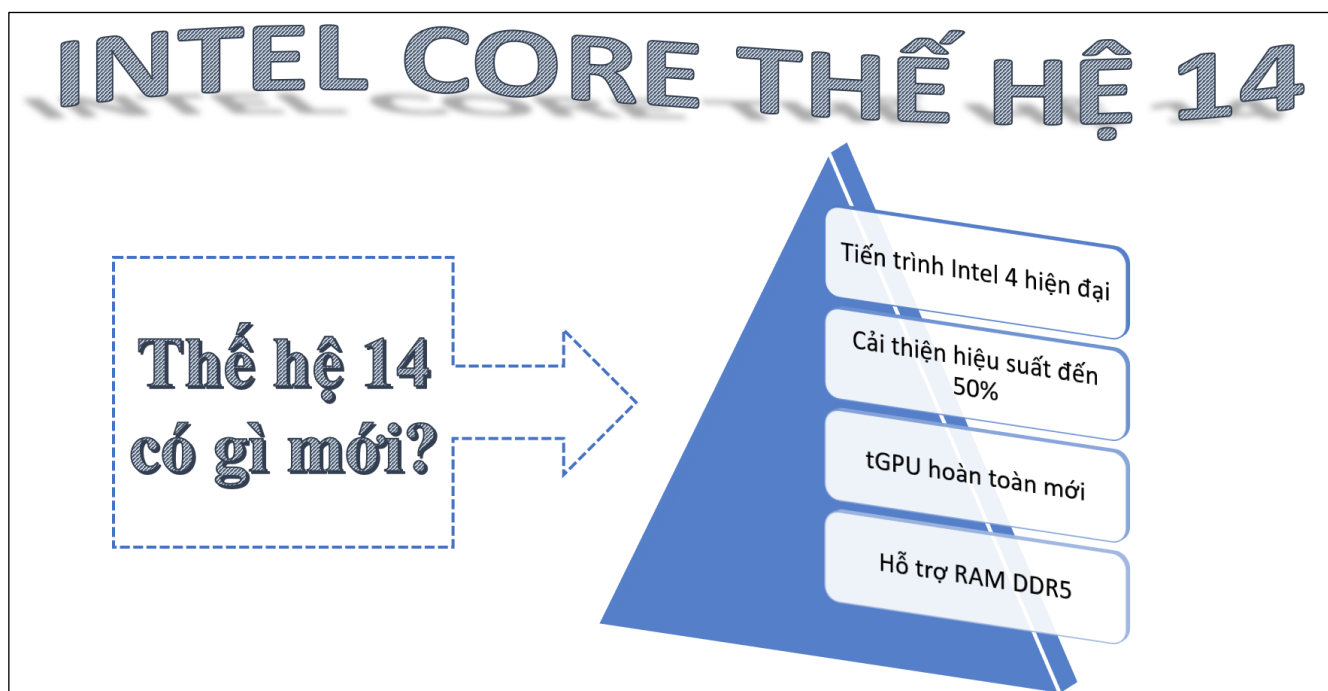 INTEL CORE THẾ HỆ 14
Thế hệ 14
có gì mới?
Tiến trình Intel 4 hiện đại
Cải thiện hiệu suất đến
50%
tGPU hoàn toàn mới
Hỗ trợ RAM DDR5